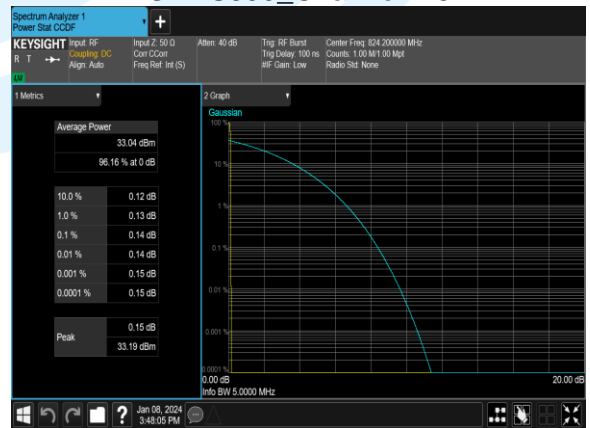 Spectrum Analyzer 1
Power Stat CCDF
+
KEYSIGHT
R T
LXI
Input: RF
Coupling: DC
Align: Auto
Input Z: 50 Ω
Corr CCorr
Freq Ref: Int (S)
Atten: 40 dB
Trig: RF Burst
Trig Delay: 100 ns
#IF Gain: Low
Center Freq: 824.200000 MHz
Counts: 1.00 M/1.00 Mpt
Radio Std: None
1 Metrics
Average Power
33.04 dBm
96.16 % at 0 dB
10.0 % 0.12 dB
1.0 % 0.13 dB
0.1 % 0.14 dB
0.01 % 0.14 dB
0.001 % 0.15 dB
0.0001 % 0.15 dB
Peak
0.15 dB
33.19 dBm
2 Graph
Gaussian
100 %
10 %
1 %
0.1 %
0.01 %
0.001 %
0.0001 %
0.00 dB
20.00 dB
Info BW 5.0000 MHz
?
Jan 08, 2024
3:48:05 PM